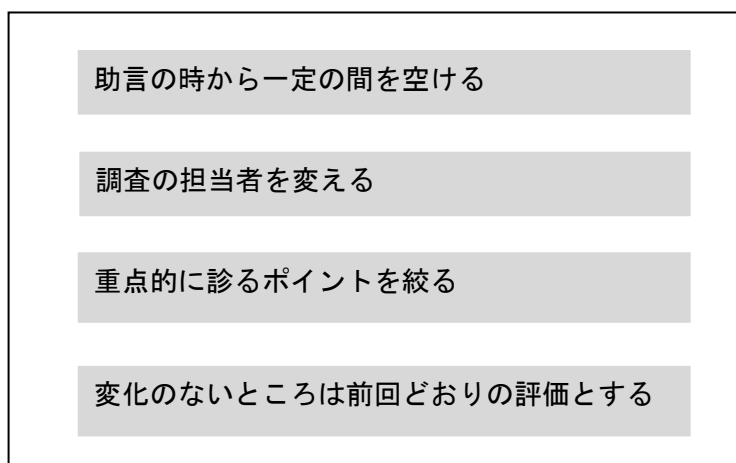 助言の時から一定の間を空ける
調査の担当者を変える
重点的に診るポイントを絞る
変化のないところは前回どおりの評価とする